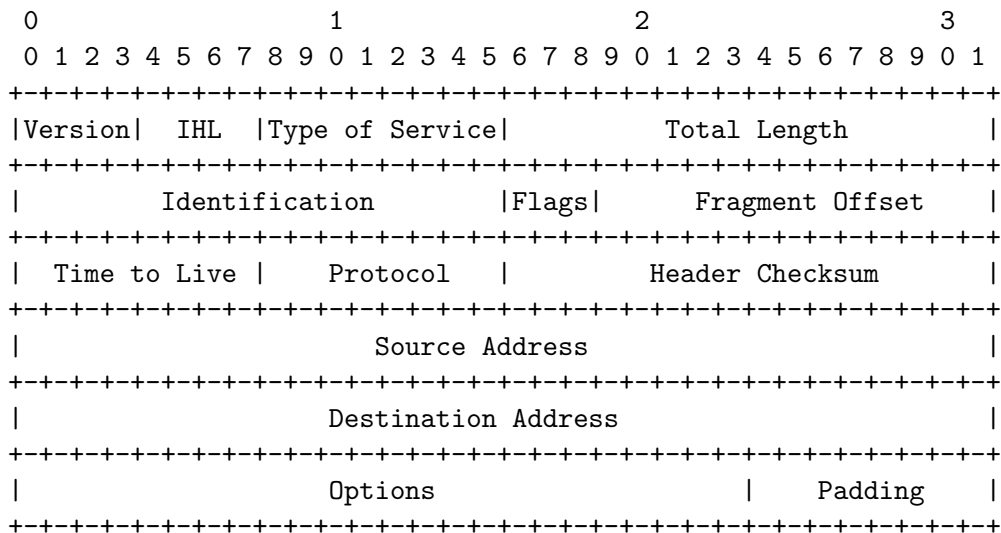 0                   1                   2                   3
 0 1 2 3 4 5 6 7 8 9 0 1 2 3 4 5 6 7 8 9 0 1 2 3 4 5 6 7 8 9 0 1
+-+-+-+-+-+-+-+-+-+-+-+-+-+-+-+-+-+-+-+-+-+-+-+-+-+-+-+-+-+-+-+-+
|Version|  IHL  |Type of Service|          Total Length         |
+-+-+-+-+-+-+-+-+-+-+-+-+-+-+-+-+-+-+-+-+-+-+-+-+-+-+-+-+-+-+-+-+
|         Identification        |Flags|      Fragment Offset    |
+-+-+-+-+-+-+-+-+-+-+-+-+-+-+-+-+-+-+-+-+-+-+-+-+-+-+-+-+-+-+-+-+
|  Time to Live |    Protocol   |         Header Checksum       |
+-+-+-+-+-+-+-+-+-+-+-+-+-+-+-+-+-+-+-+-+-+-+-+-+-+-+-+-+-+-+-+-+
|                       Source Address                          |
+-+-+-+-+-+-+-+-+-+-+-+-+-+-+-+-+-+-+-+-+-+-+-+-+-+-+-+-+-+-+-+-+
|                    Destination Address                        |
+-+-+-+-+-+-+-+-+-+-+-+-+-+-+-+-+-+-+-+-+-+-+-+-+-+-+-+-+-+-+-+-+
|                    Options                    |    Padding    |
+-+-+-+-+-+-+-+-+-+-+-+-+-+-+-+-+-+-+-+-+-+-+-+-+-+-+-+-+-+-+-+-+